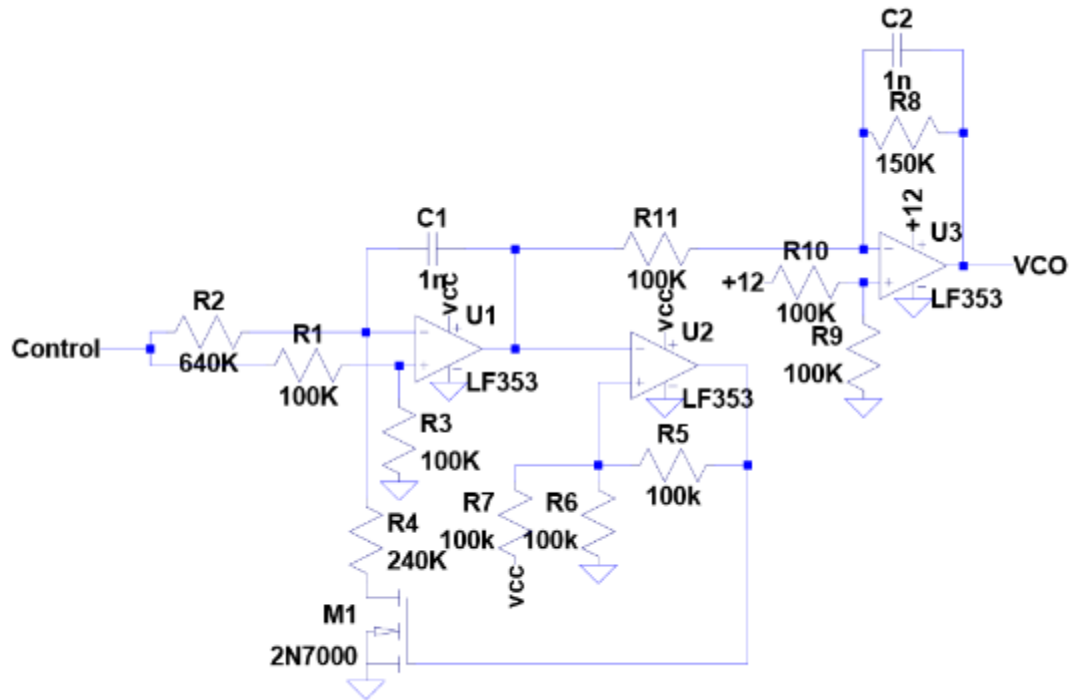 C2
1n
R8
150K
+12
U3
VCO
LF353
C1
1n
VCC
U1
R11
100K
+12
R10
100K
R9
100K
VCC
U2
LF353
Control
R2
640K
R1
100K
LF353
R3
100K
R5
100k
R7
100k
R6
100k
VCC
R4
240K
M1
2N7000